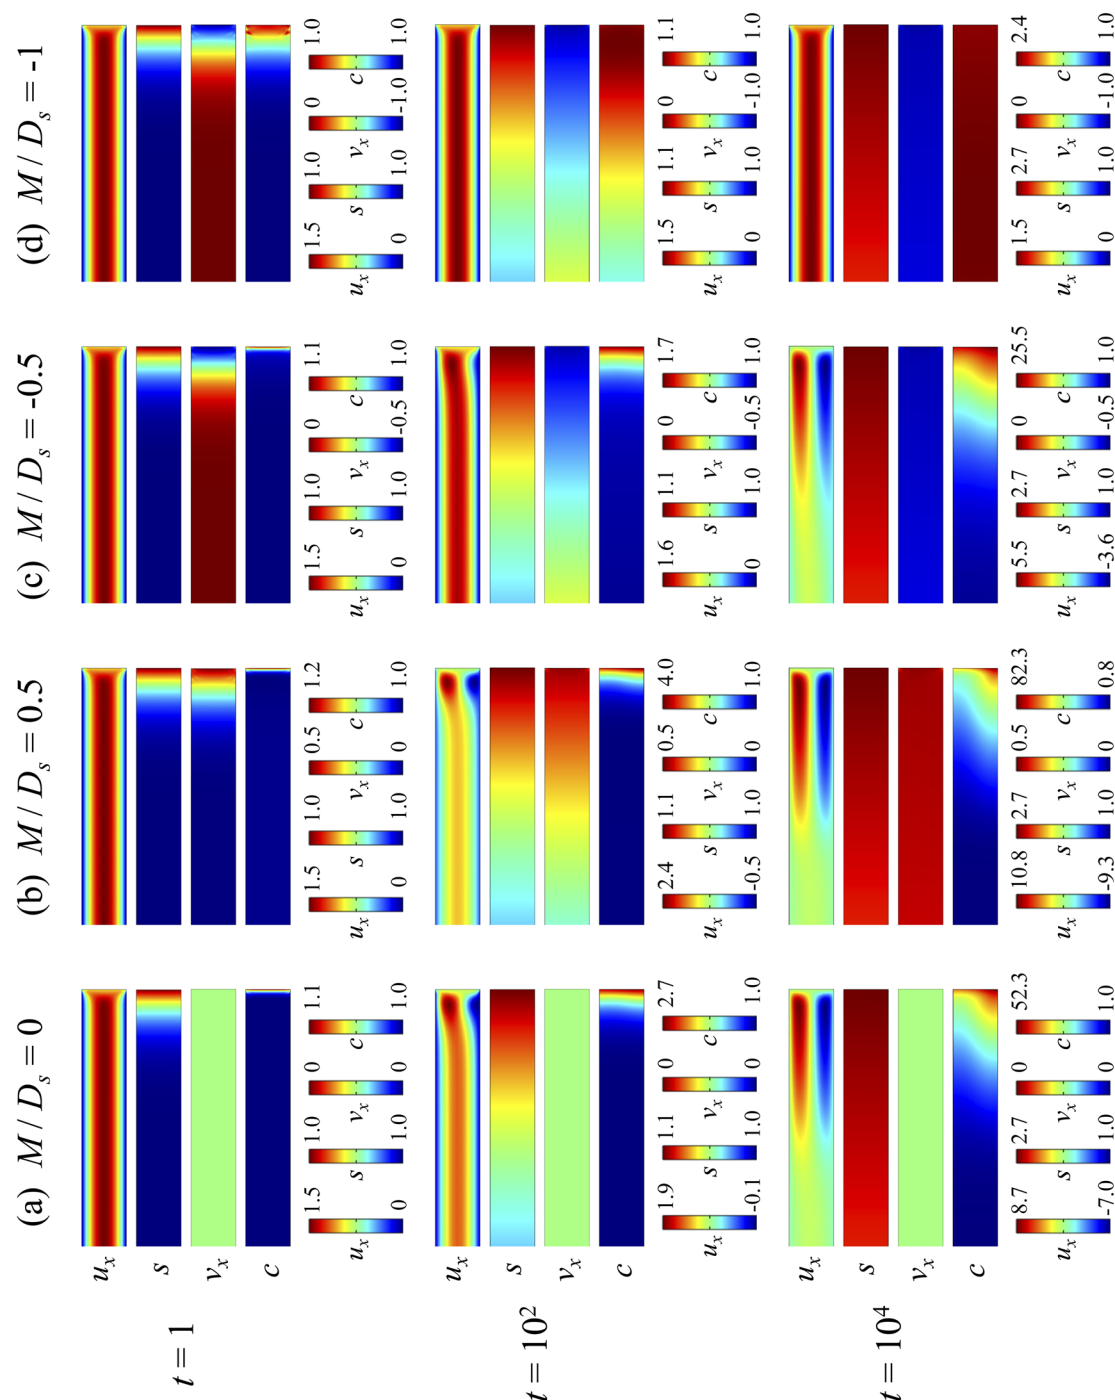 (a) M / D_s = 0 (b) M / D_s = 0.5 (c) M / D_s = -0.5 (d) M / D_s = -1
u_x
s
t = 1
v_x
c
1.5 1.0 0 1.1 1.5 1.0 0.5 1.2 1.5 1.0 0 1.1 1.5 1.0 0 1.0
u_x s v_x c u_x s v_x c u_x s v_x c u_x s v_x c
0 1.0 0 1.0 0 1.0 0 1.0 0 1.0 -0.5 1.0 0 1.0 -1.0 1.0
u_x
s
t = 10²
v_x
c
1.9 1.1 0 2.7 2.4 1.1 0.5 4.0 1.6 1.1 0 1.7 1.5 1.1 0 1.1
u_x s v_x c u_x s v_x c u_x s v_x c u_x s v_x c
-0.1 1.0 0 1.0 -0.5 1.0 0 1.0 0 1.0 -0.5 1.0 0 1.0 -1.0 1.0
u_x
s
t = 10⁴
v_x
c
8.7 2.7 0 52.3 10.8 2.7 0.5 82.3 5.5 2.7 0 25.5 1.5 2.7 0 2.4
u_x s v_x c u_x s v_x c u_x s v_x c u_x s v_x c
-7.0 1.0 0 1.0 -9.3 1.0 0 0.8 -3.6 1.0 -0.5 1.0 0 1.0 -1.0 1.0